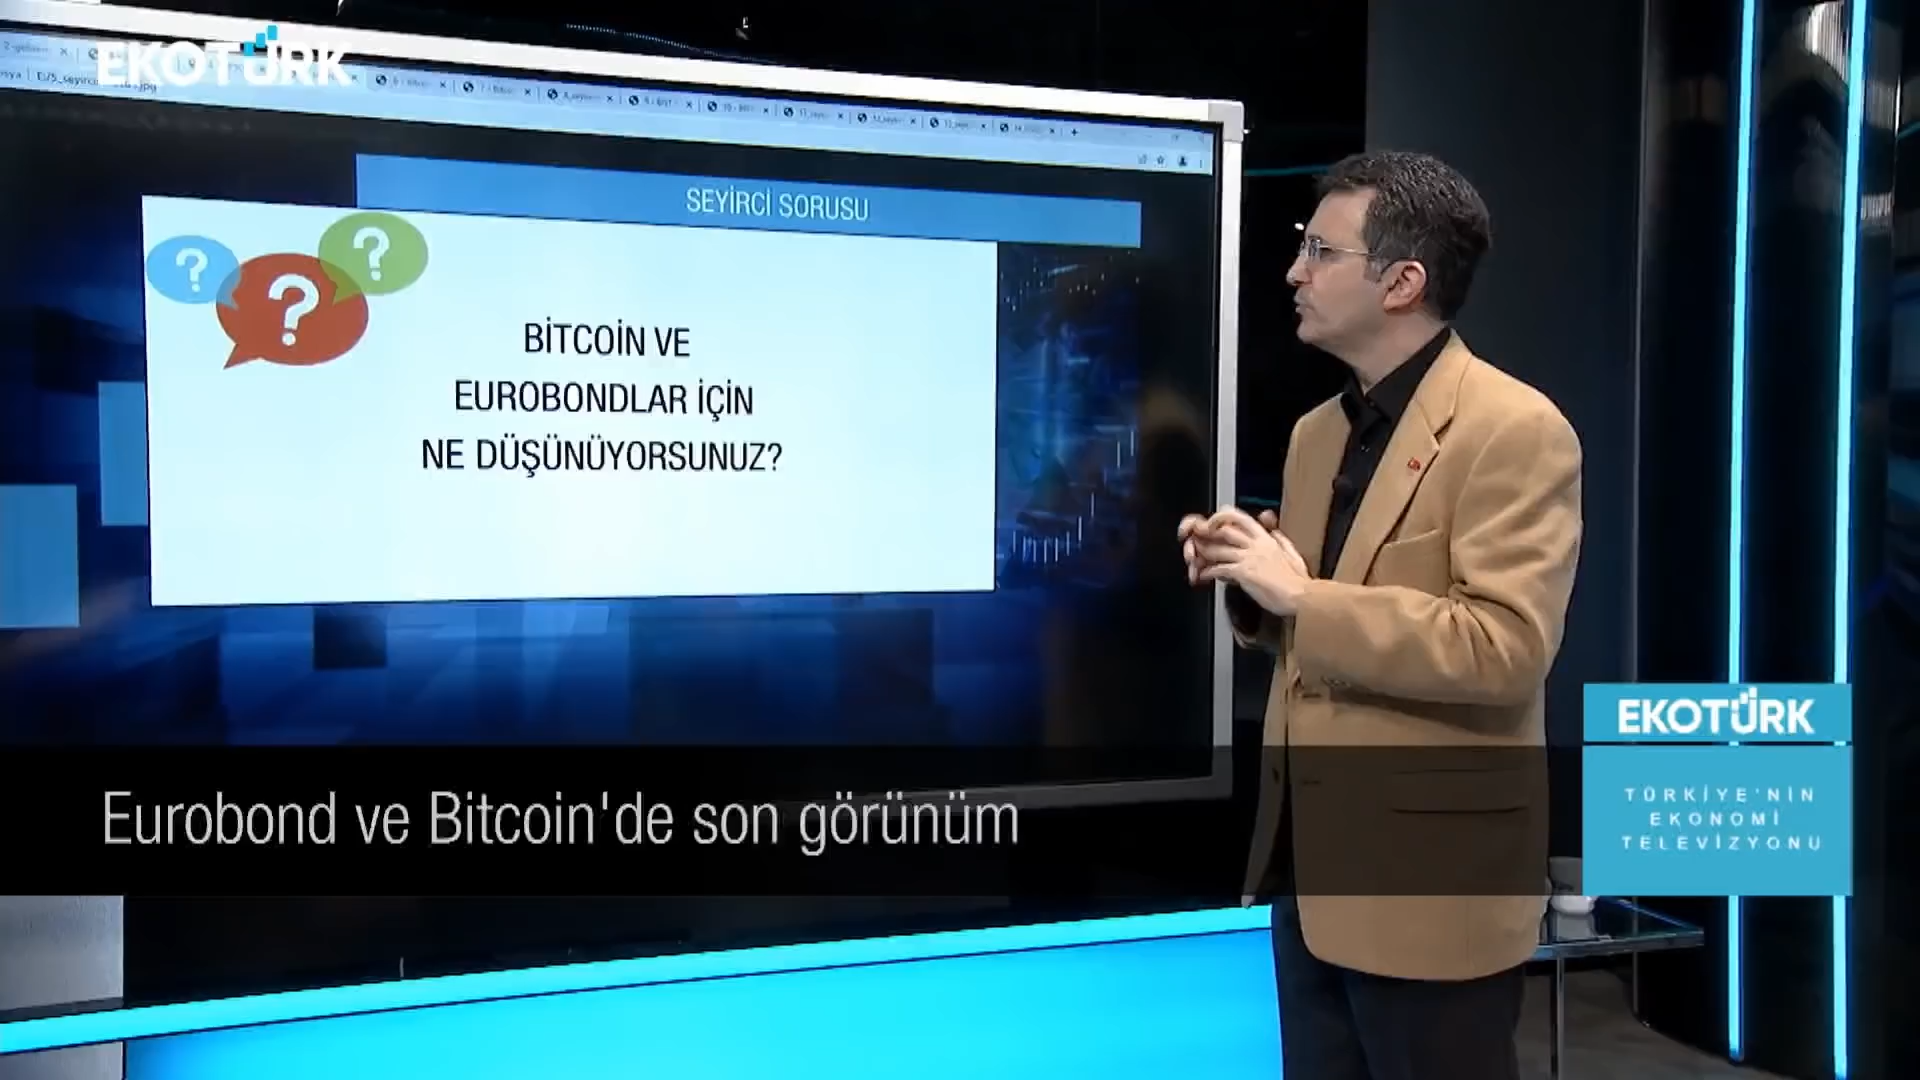 EKOTÜRK
SEYİRCİ SORUSU
BİTCOİN VE
EUROBONDLAR İÇİN
NE DÜŞÜNÜYORSUNUZ?
Eurobond ve Bitcoin'de son görünüm
EKOTÜRK
TÜRKİYE'NİN
EKONOMİ
TELEVİZYONU